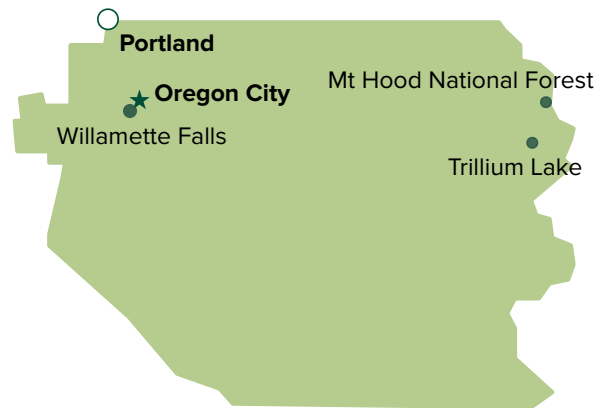 Portland
Mt Hood National Forest
Oregon City
Willamette Falls
Trillium Lake